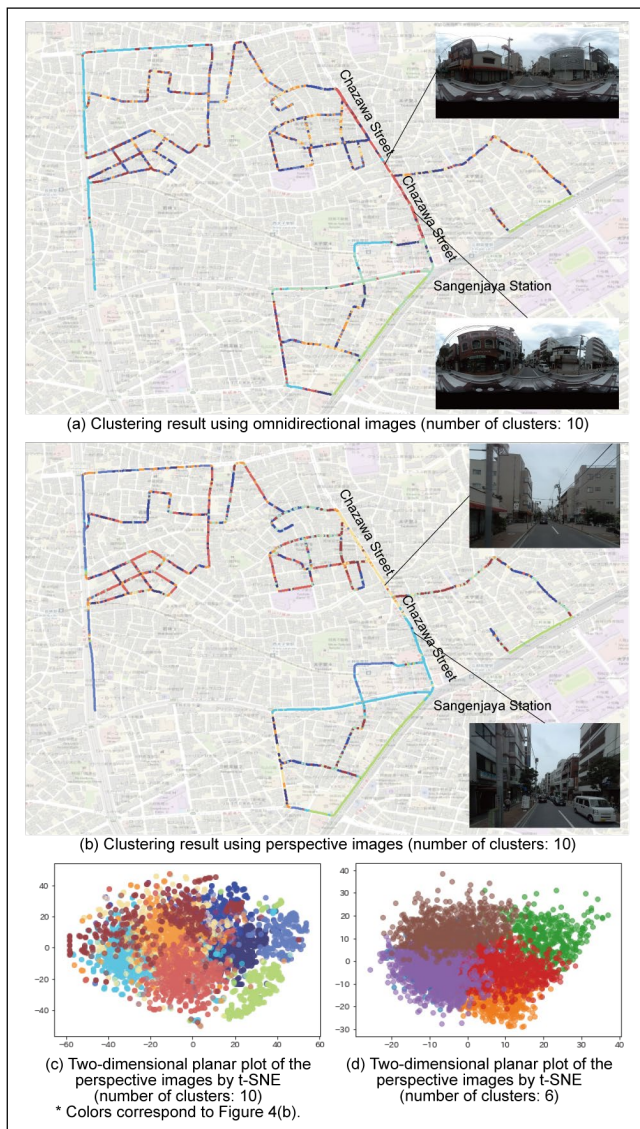 Chazawa Street
Chazawa Street
Sangenjaya Station
(a) Clustering result using omnidirectional images (number of clusters: 10)
Chazawa Street
Chazawa Street
Sangenjaya Station
(b) Clustering result using perspective images (number of clusters: 10)
40
20
0
−20
−40
−60 −40 −20 0 20 40 60
(c) Two-dimensional planar plot of the
perspective images by t-SNE
(number of clusters: 10)
* Colors correspond to Figure 4(b).
40
30
20
10
0
−10
−20
−30
−20 −10 0 10 20 30 40
(d) Two-dimensional planar plot of the
perspective images by t-SNE
(number of clusters: 6)